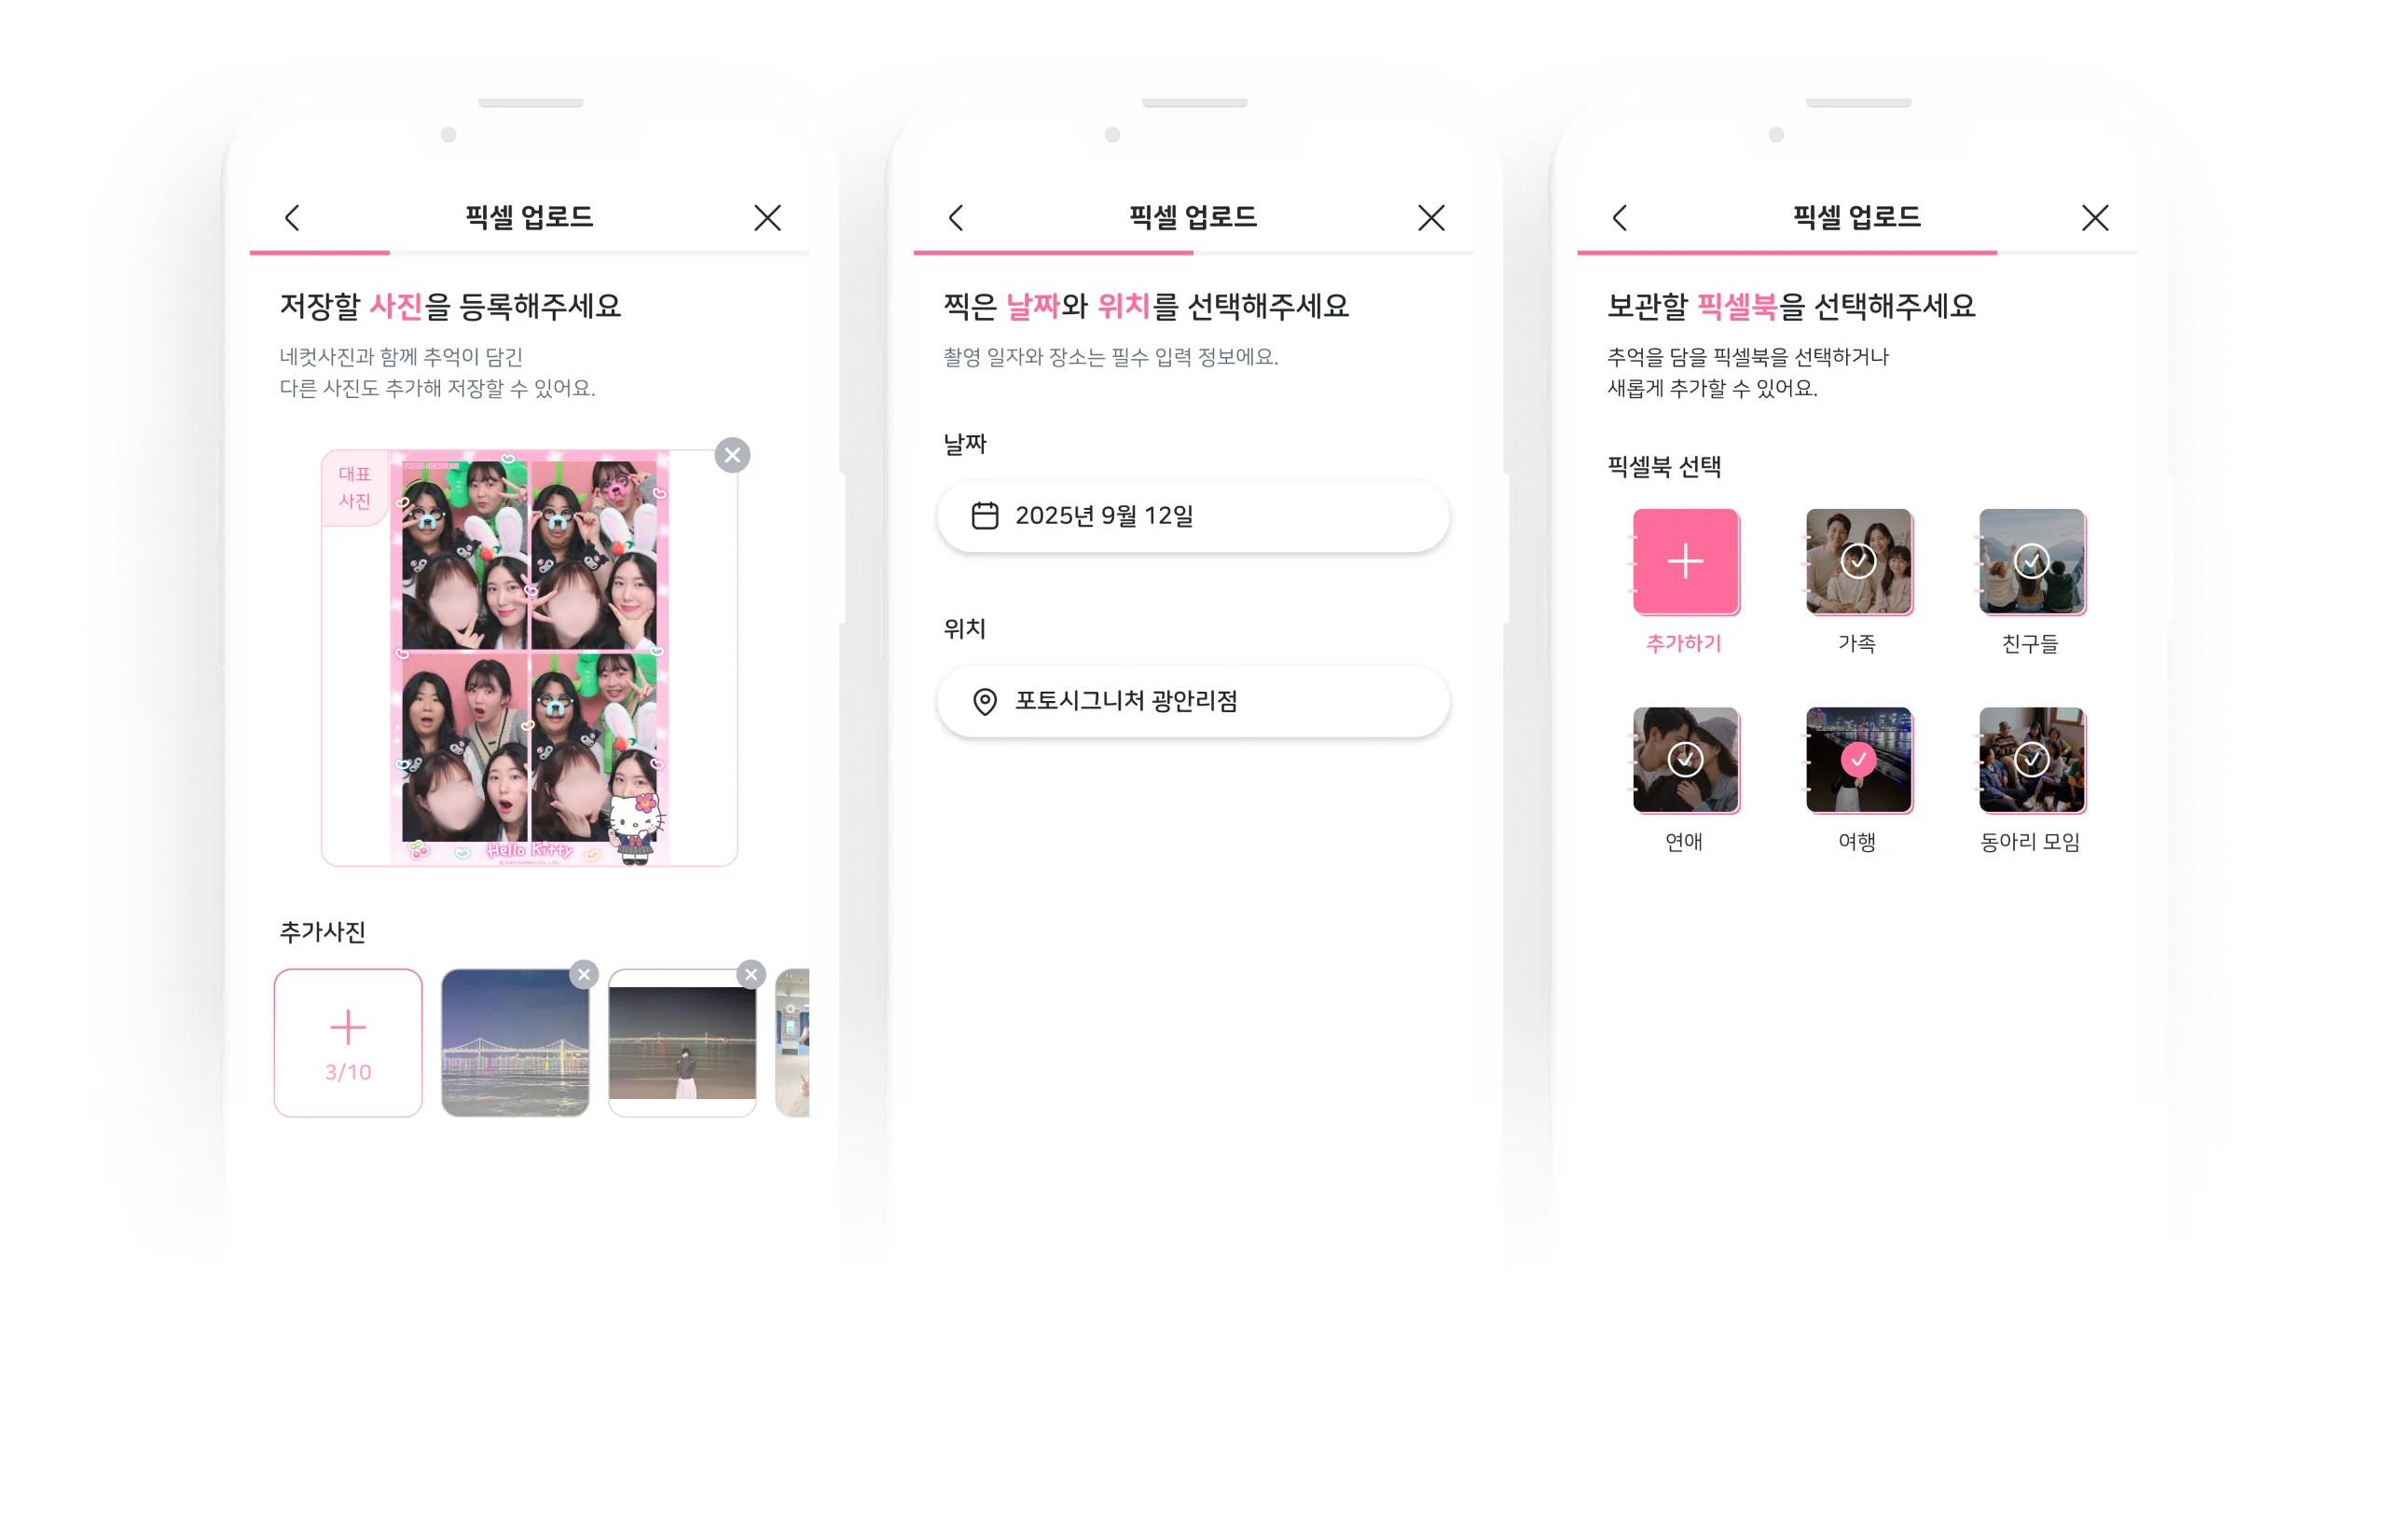 픽셀 업로드
저장할 사진을 등록해주세요
네컷사진과 함께 추억이 담긴
다른 사진도 추가해 저장할 수 있어요.
대표
사진
PHOTO SIGNATURE
Hello Kitty
추가사진
3/10
픽셀 업로드
찍은 날짜와 위치를 선택해주세요
촬영 일자와 장소는 필수 입력 정보에요.
날짜
2025년 9월 12일
위치
포토시그니처 광안리점
픽셀 업로드
보관할 픽셀북을 선택해주세요
추억을 담을 픽셀북을 선택하거나
새롭게 추가할 수 있어요.
픽셀북 선택
추가하기
가족
친구들
연애
여행
동아리 모임